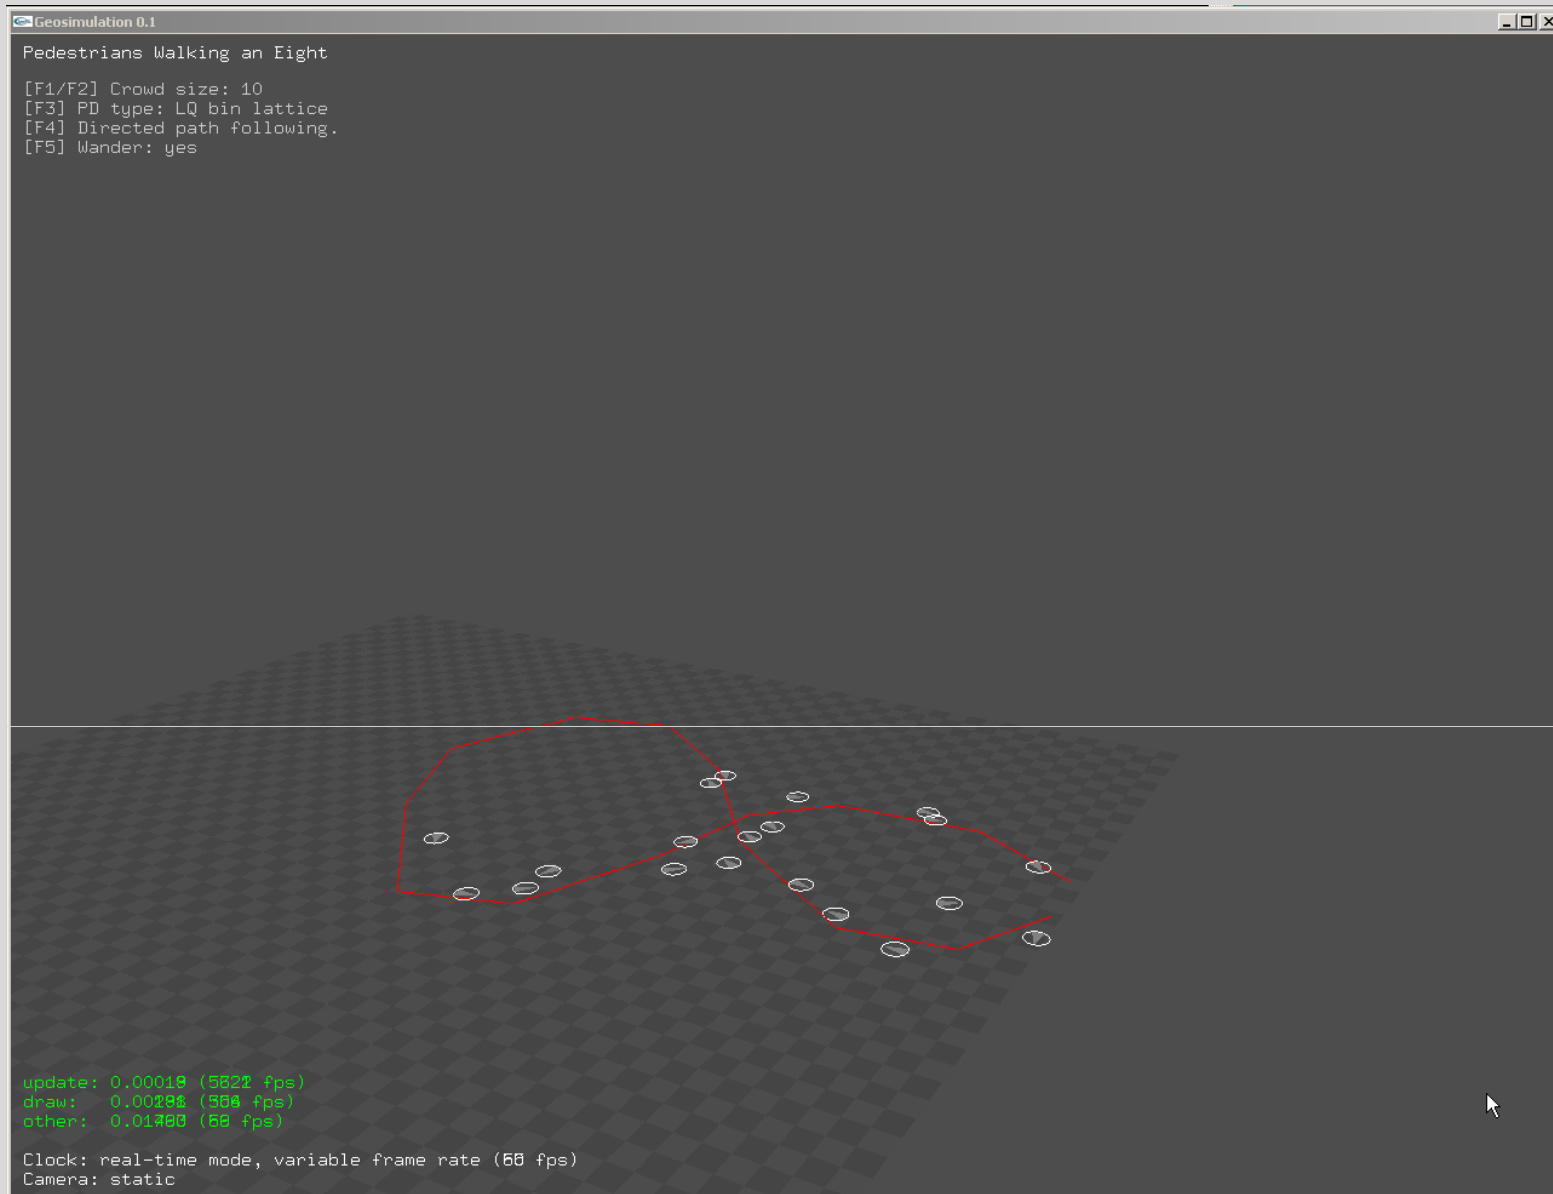 Geosimulation 0.1
Pedestrians Walking an Eight
[F1/F2] Crowd size: 10
[F3] PD type: LQ bin lattice
[F4] Directed path following.
[F5] Wander: yes
update: fps)
draw: fps)
other: fps)
Clock: real-time mode, variable frame rate ( fps)
Camera: static